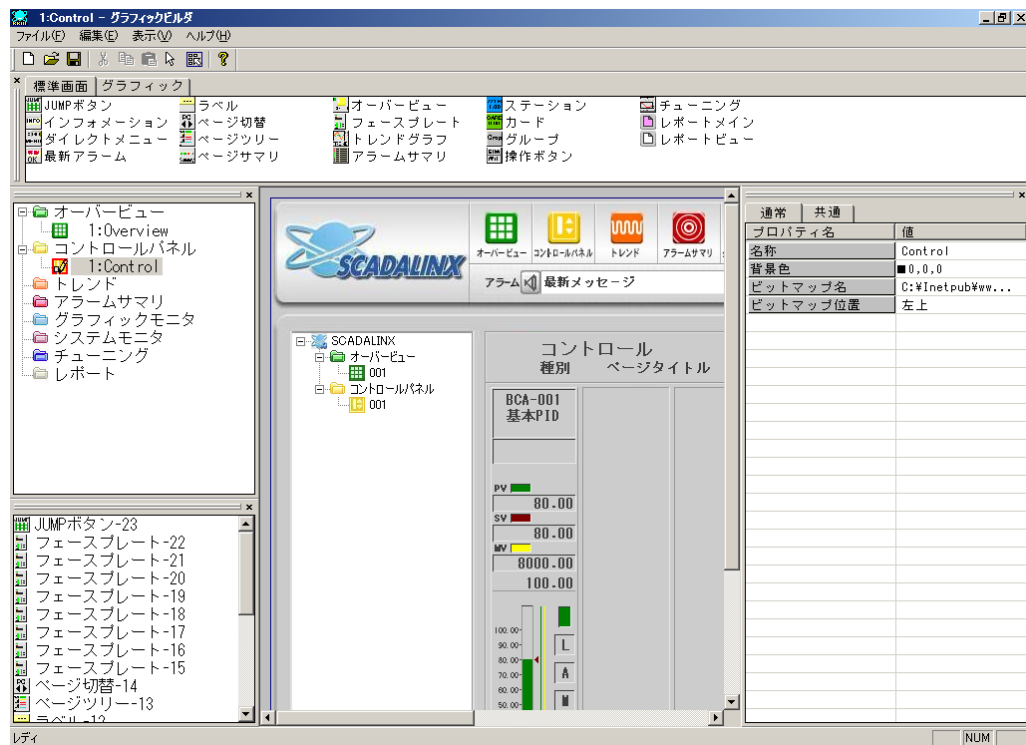 1:Control - グラフィックビルダ
ファイル(F) 編集(E) 表示(V) ヘルプ(H)
標準画面 グラフィック
JUMPボタン ラベル オーバービュー ステーション チューニング
インフォメーション ページ切替 フェースプレート カード レポートメイン
ダイレクトメニュー ページツリー トレンドグラフ グループ レポートビュー
最新アラーム ページサマリ アラームサマリ 操作ボタン
オーバービュー
1:Overview
コントロールパネル
1:Control
トレンド
アラームサマリ
グラフィックモニタ
システムモニタ
チューニング
レポート
JUMPボタン-23
フェースプレート-22
フェースプレート-21
フェースプレート-20
フェースプレート-19
フェースプレート-18
フェースプレート-17
フェースプレート-16
フェースプレート-15
ページ切替-14
ページツリー-13
ラベル-12
SCADALINX
オーバービュー コントロールパネル トレンド アラームサマリ
アラーム 最新メッセージ
SCADALINX
オーバービュー
001
コントロールパネル
001
コントロール
種別 ページタイトル
BCA-001
基本PID
PV
80.00
SV
80.00
MV
8000.00
100.00
100.00
90.00
80.00
70.00
60.00
50.00
L
A
M
通常 共通
プロパティ名 値
名称 Control
背景色 0,0,0
ビットマップ名 C:¥Inetpub¥ww...
ビットマップ位置 左上
レディ
NUM